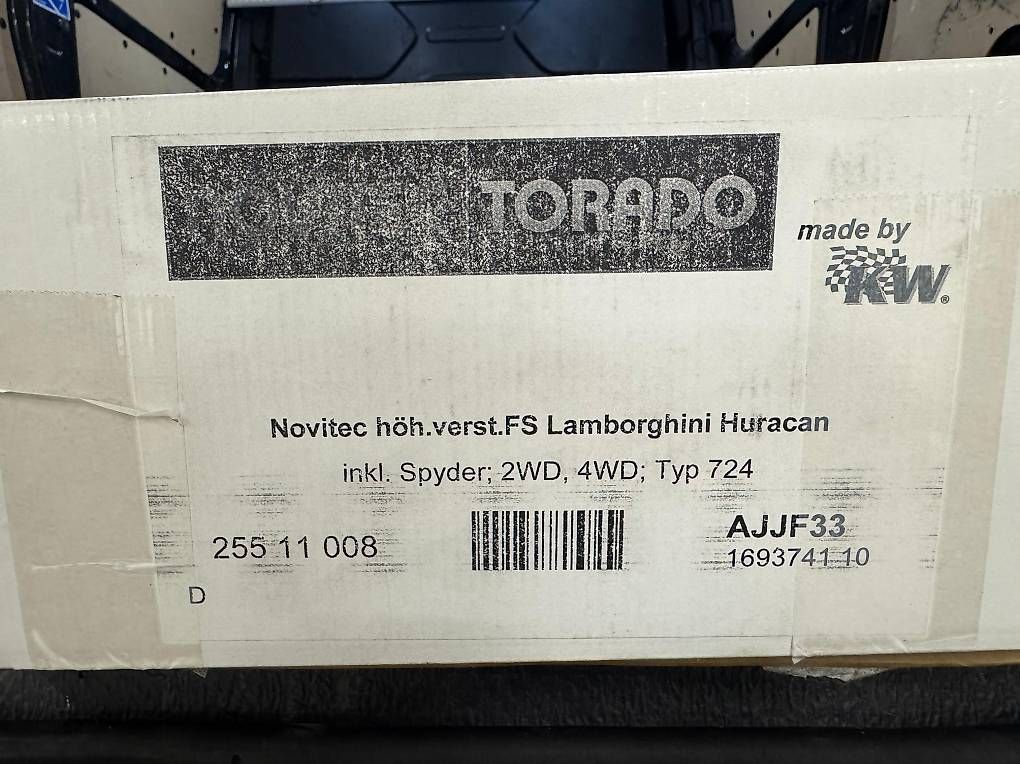 TORADO
made by
KW®
Novitec höh.verst.FS Lamborghini Huracan
inkl. Spyder; 2WD, 4WD; Typ 724
255 11 008
AJJF33
1693741 10
D